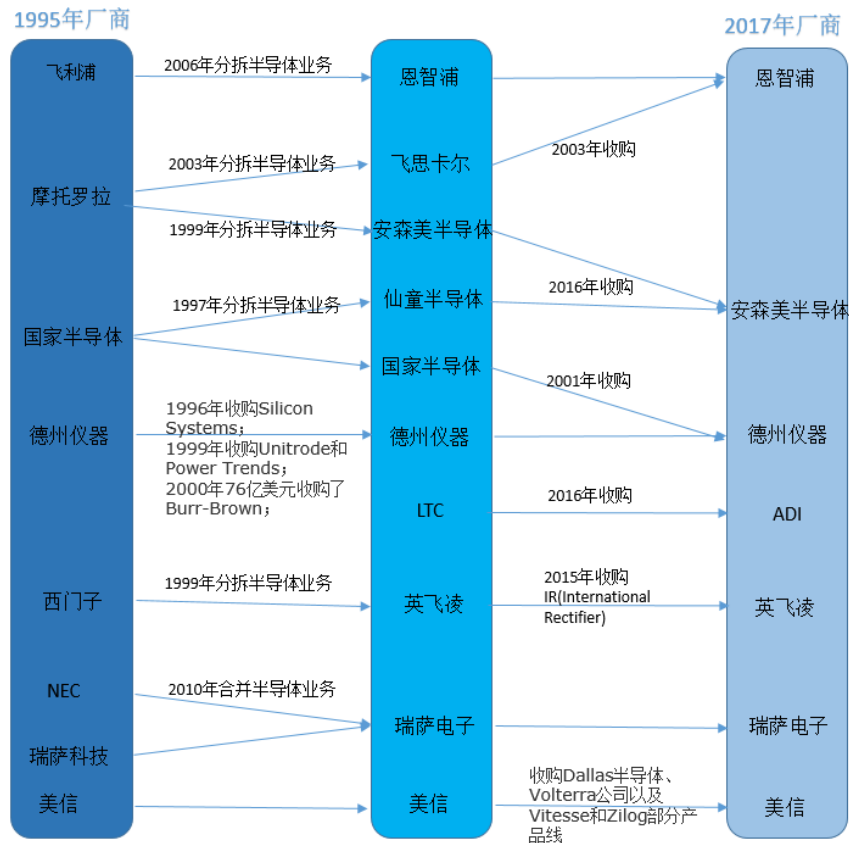 1995年厂商
2017年厂商
飞利浦
2006年分拆半导体业务
恩智浦
恩智浦
2003年分拆半导体业务
飞思卡尔
2003年收购
摩托罗拉
1999年分拆半导体业务
安森美半导体
1997年分拆半导体业务
仙童半导体
2016年收购
安森美半导体
国家半导体
国家半导体
2001年收购
德州仪器
1996年收购Silicon
Systems；
1999年收购Unitrode和
Power Trends；
2000年76亿美元收购了
Burr-Brown；
德州仪器
德州仪器
LTC
2016年收购
ADI
西门子
1999年分拆半导体业务
英飞凌
2015年收购
IR(International
Rectifier)
英飞凌
NEC
2010年合并半导体业务
瑞萨电子
瑞萨电子
瑞萨科技
美信
美信
收购Dallas半导体、
Volterra公司以及
Vitesse和Zilog部分产
品线
美信